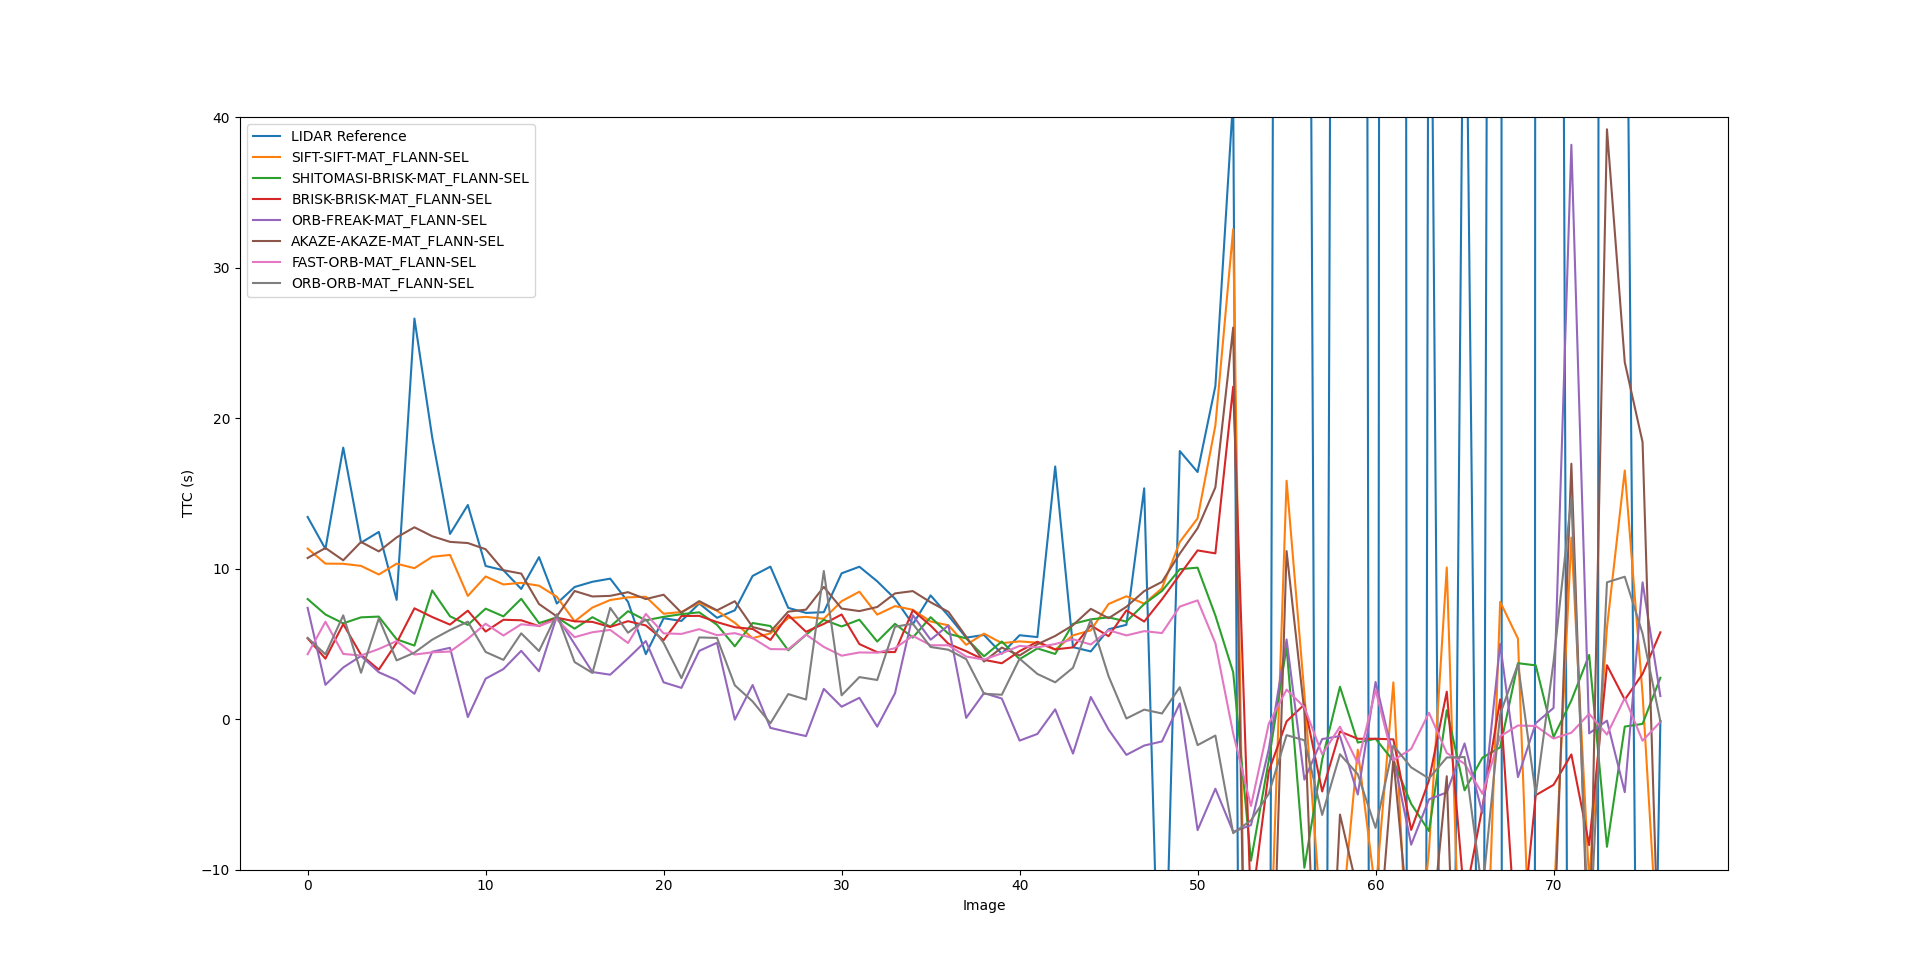 40
30
20
10
0
−10
TTC (s)
LIDAR Reference
SIFT-SIFT-MAT_FLANN-SEL
SHITOMASI-BRISK-MAT_FLANN-SEL
BRISK-BRISK-MAT_FLANN-SEL
ORB-FREAK-MAT_FLANN-SEL
AKAZE-AKAZE-MAT_FLANN-SEL
FAST-ORB-MAT_FLANN-SEL
ORB-ORB-MAT_FLANN-SEL
0 10 20 30 40 50 60 70
Image